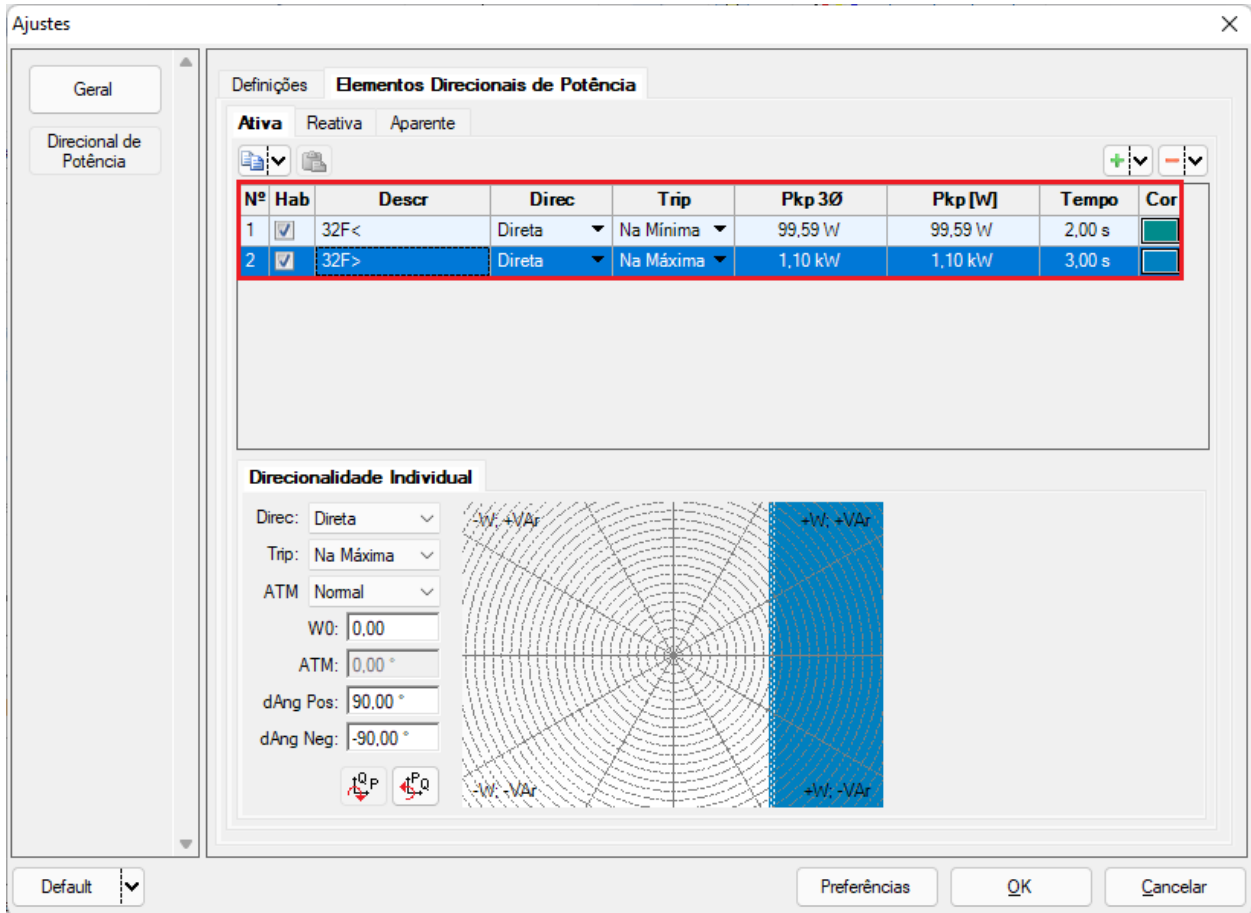 Ajustes
Geral
Direcional de
Potência
Definições Elementos Direcionais de Potência
Ativa Reativa Aparente
Nº Hab Descr Direc Trip Pkp 3Ø Pkp [W] Tempo Cor
1 32F< Direta Na Mínima 99,59 W 99,59 W 2,00 s
2 32F> Direta Na Máxima 1,10 kW 1,10 kW 3,00 s
Direcionalidade Individual
Direc: Direta
Trip: Na Máxima
ATM Normal
W0: 0,00
ATM: 0,00 °
dAng Pos: 90,00 °
dAng Neg: -90,00 °
Q P P Q
-W; +VAr +W; +VAr
-W; -VAr +W; -VAr
Default Preferências OK Cancelar